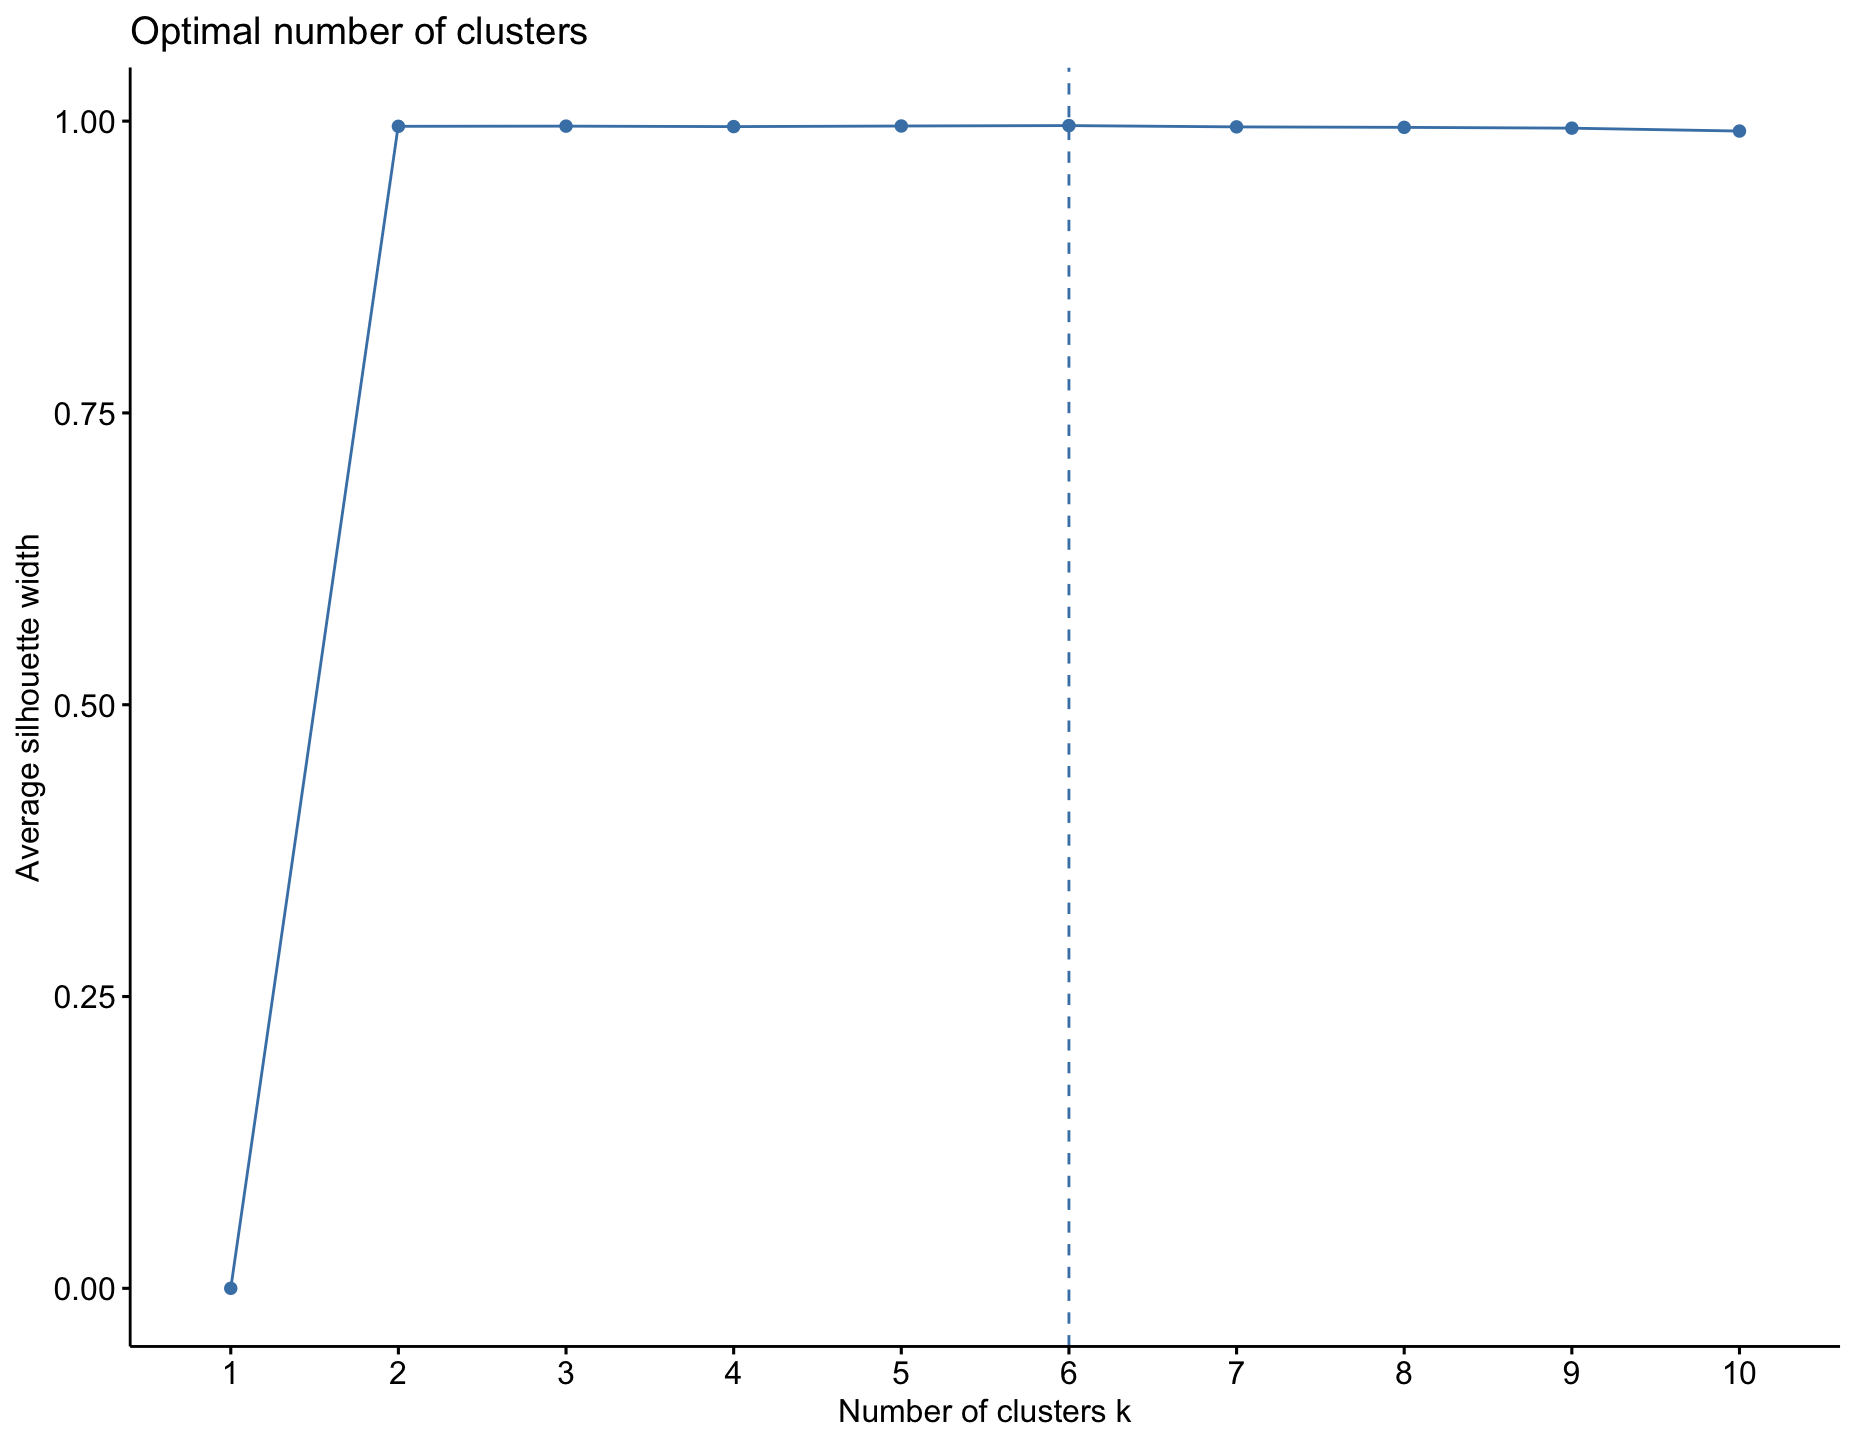 Optimal number of clusters
1.00
0.75
0.50
0.25
0.00
Average silhouette width
1 2 3 4 5 6 7 8 9 10
Number of clusters k